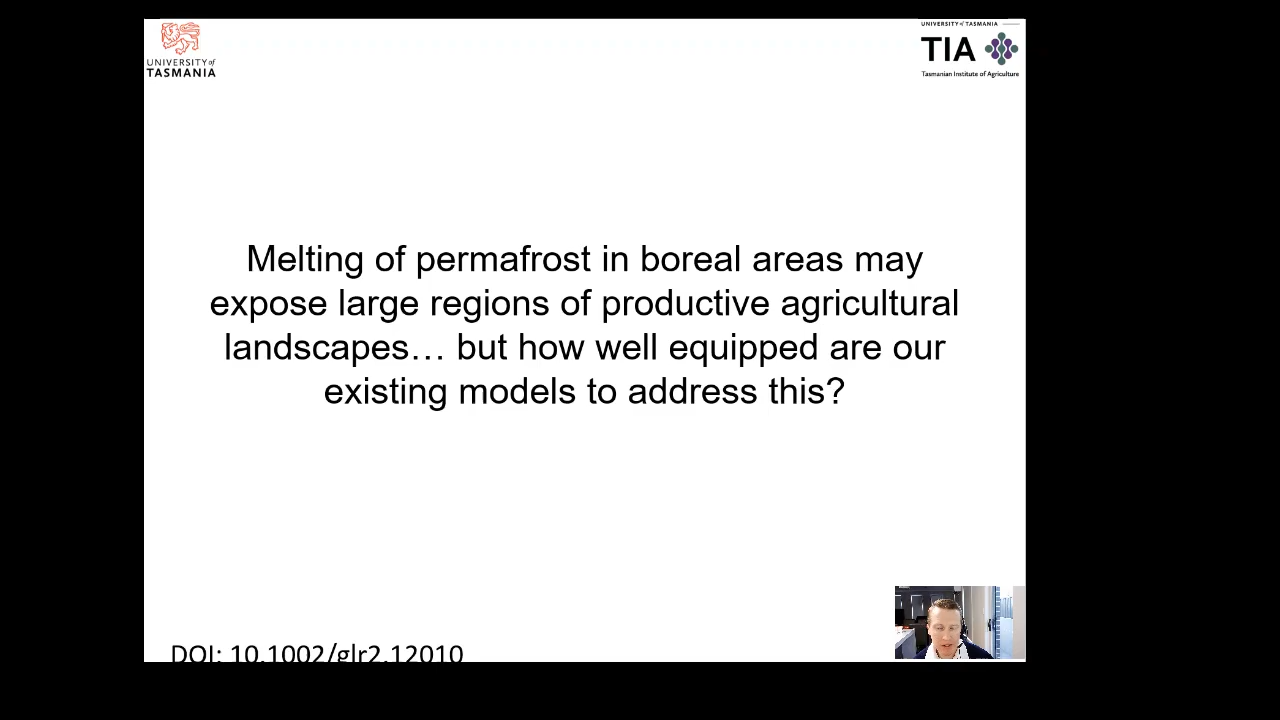 UNIVERSITY of
TASMANIA
UNIVERSITY of TASMANIA
TIA
Tasmanian Institute of Agriculture
Melting of permafrost in boreal areas may
expose large regions of productive agricultural
landscapes… but how well equipped are our
existing models to address this?
DOI: 10.1002/glr2.12010